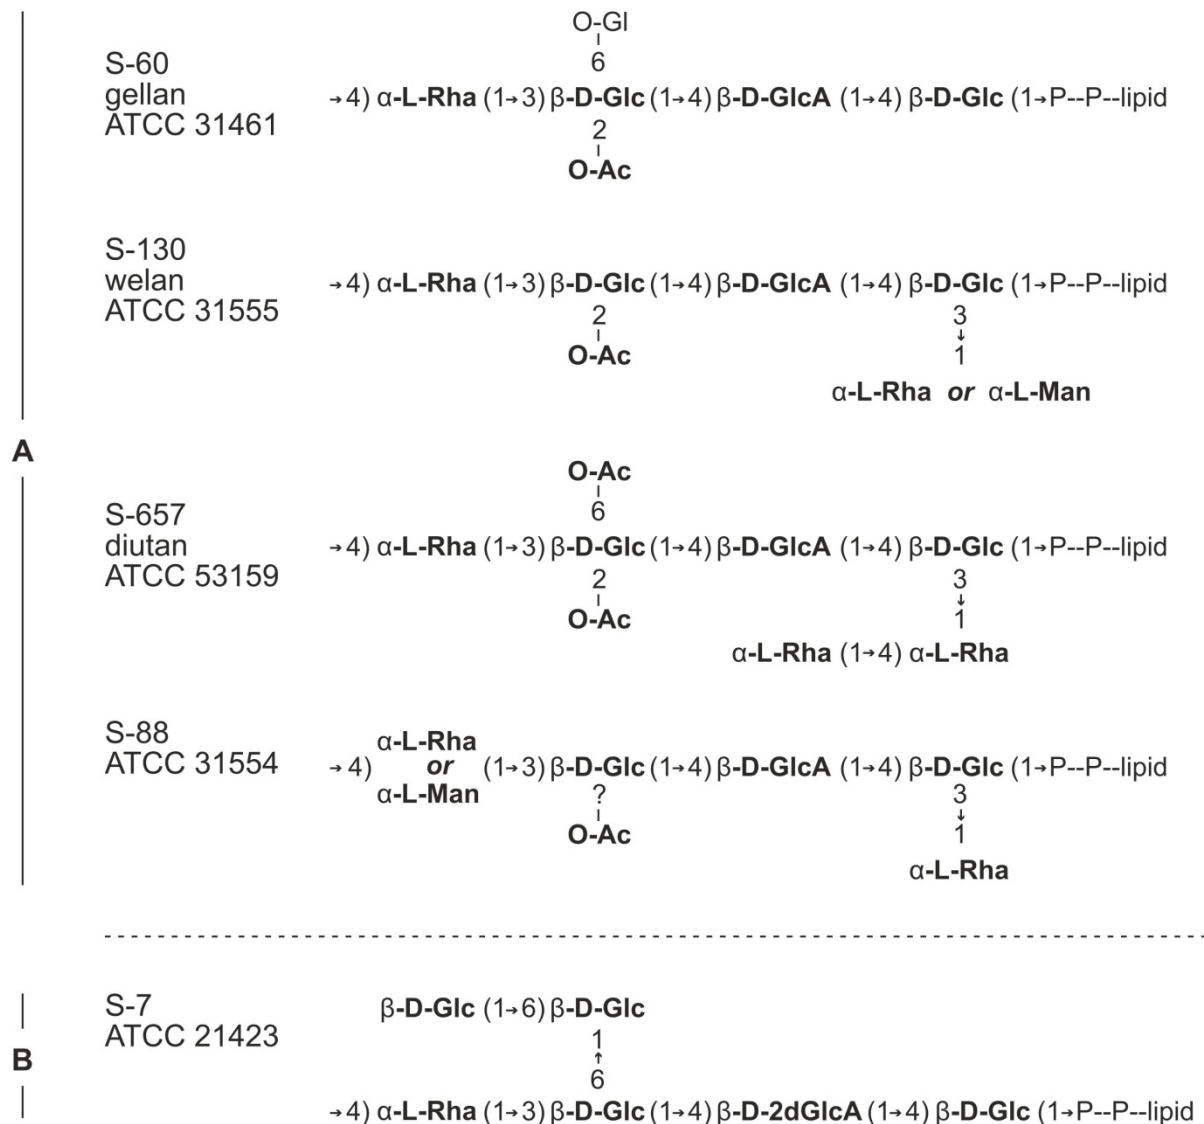 O-Gl
6
S-60
gellan
→4) α-L-Rha (1→3) β-D-Glc (1→4) β-D-GlcA (1→4) β-D-Glc (1→P--P--lipid
ATCC 31461
2
O-Ac
S-130
welan
→4) α-L-Rha (1→3) β-D-Glc (1→4) β-D-GlcA (1→4) β-D-Glc (1→P--P--lipid
ATCC 31555
2 3
1
O-Ac
α-L-Rha or α-L-Man
A
O-Ac
6
S-657
diutan
→4) α-L-Rha (1→3) β-D-Glc (1→4) β-D-GlcA (1→4) β-D-Glc (1→P--P--lipid
ATCC 53159
2 3
O-Ac 1
α-L-Rha (1→4) α-L-Rha
S-88
α-L-Rha
ATCC 31554
→4) or (1→3) β-D-Glc (1→4) β-D-GlcA (1→4) β-D-Glc (1→P--P--lipid
α-L-Man
? 3
O-Ac 1
α-L-Rha
S-7
β-D-Glc (1→6) β-D-Glc
ATCC 21423
1
B
6
→4) α-L-Rha (1→3) β-D-Glc (1→4) β-D-2dGlcA (1→4) β-D-Glc (1→P--P--lipid